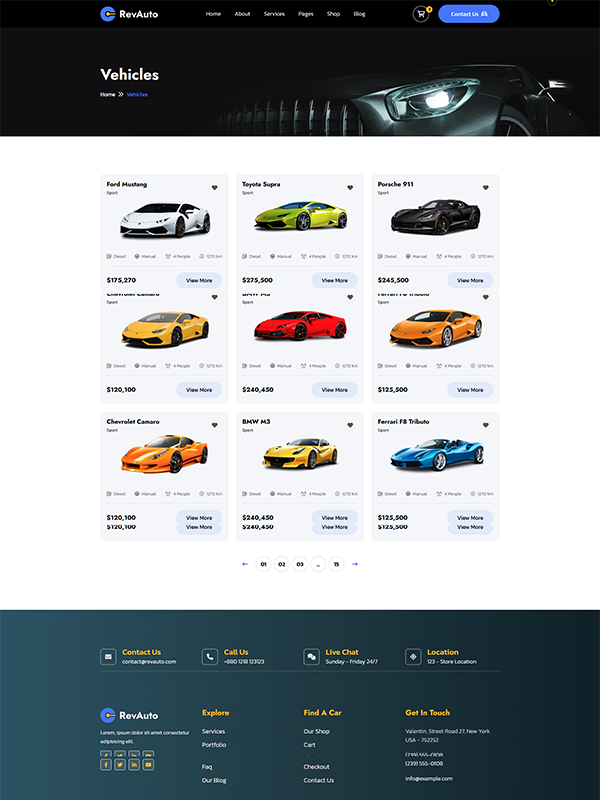 RevAuto
Home About Services Pages Shop Blog
Contact Us
Vehicles
Home Vehicles
Ford Mustang Toyota Supra Porsche 911
Sport Sport Sport
Diesel Manual 4 People 1270 km Diesel Manual 4 People 1270 km Diesel Manual 4 People 1270 km
$175,270 View More $275,500 View More $245,500 View More
Chevrolet Camaro BMW M3 Ferrari F8 Tributo
Sport Sport Sport
Diesel Manual 4 People 1270 km Diesel Manual 4 People 1270 km Diesel Manual 4 People 1270 km
$120,100 View More $240,450 View More $125,500 View More
Chevrolet Camaro BMW M3 Ferrari F8 Tributo
Sport Sport Sport
Diesel Manual 4 People 1270 km Diesel Manual 4 People 1270 km Diesel Manual 4 People 1270 km
$120,100 View More $240,450 View More $125,500 View More
$120,100 View More $240,450 View More $125,500 View More
01 02 03 ... 15
Contact Us Call Us Live Chat Location
contact@revauto.com +880 1218 123123 Sunday - Friday 24/7 123 - Store Location
RevAuto
Lorem, ipsum dolor sit amet consectetur
adipisicing elit.
Explore
Services
Portfolio
Faq
Our Blog
Find A Car
Our Shop
Cart
Checkout
Contact Us
Get In Touch
Valentin, Street Road 27, New York
USA - 752252
(239) 555-0108
(239) 555-0108
info@example.com